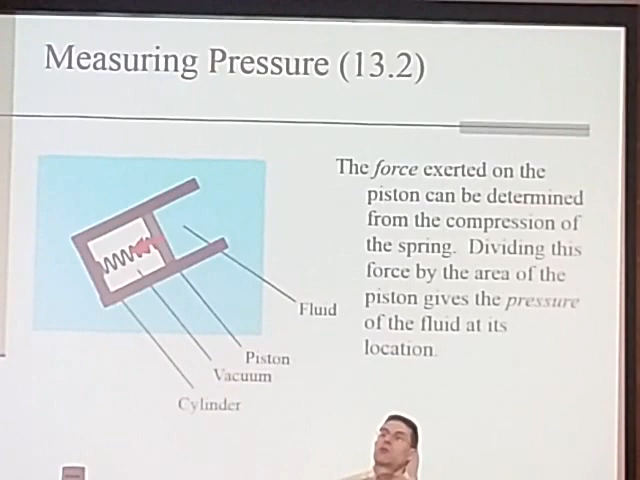 Measuring Pressure (13.2)
The force exerted on the
piston can be determined
from the compression of
the spring. Dividing this
force by the area of the
piston gives the pressure
of the fluid at its
location.
Fluid
Piston
Vacuum
Cylinder